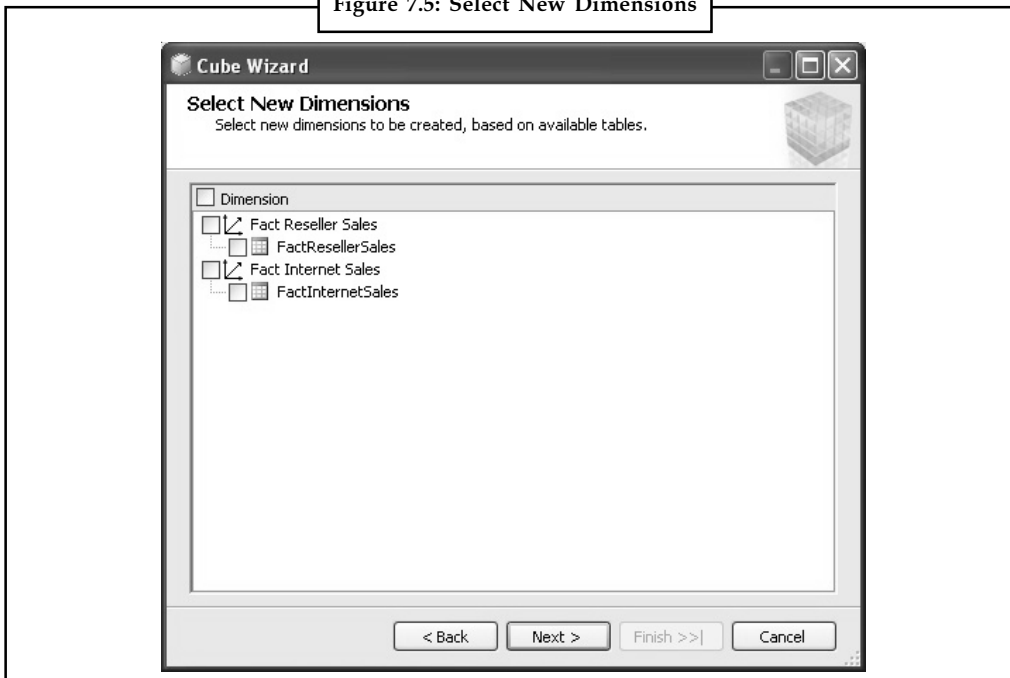 Figure 7.5: Select New Dimensions
Cube Wizard
Select New Dimensions
Select new dimensions to be created, based on available tables.
Dimension
Fact Reseller Sales
FactResellerSales
Fact Internet Sales
FactInternetSales
< Back
Next >
Finish >>|
Cancel